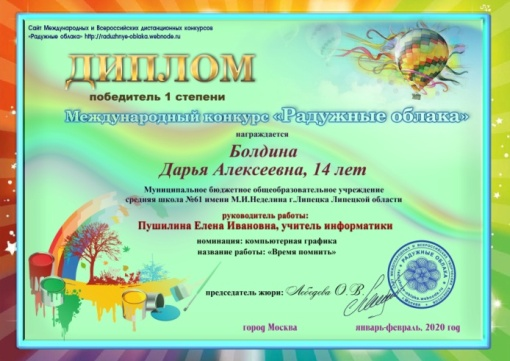 Сайт Международных и Всероссийских дистанционных конкурсов
«Радужные облака» http://raduzhnye-oblaka.webnode.ru
ДИПЛОМ
победитель 1 степени
Международный конкурс «Радужные облака»
награждается
Болдина
Дарья Алексеевна, 14 лет
Муниципальное бюджетное общеобразовательное учреждение
средняя школа №61 имени М.И.Неделина г.Липецка Липецкой области
руководитель работы:
Пушилина Елена Ивановна, учитель информатики
номинация: компьютерная графика
название работы: «Время помнить»
председатель жюри: Лебедева О.В.
РАДУЖНЫЕ ОБЛАКА
город Москва
январь-февраль, 2020 год